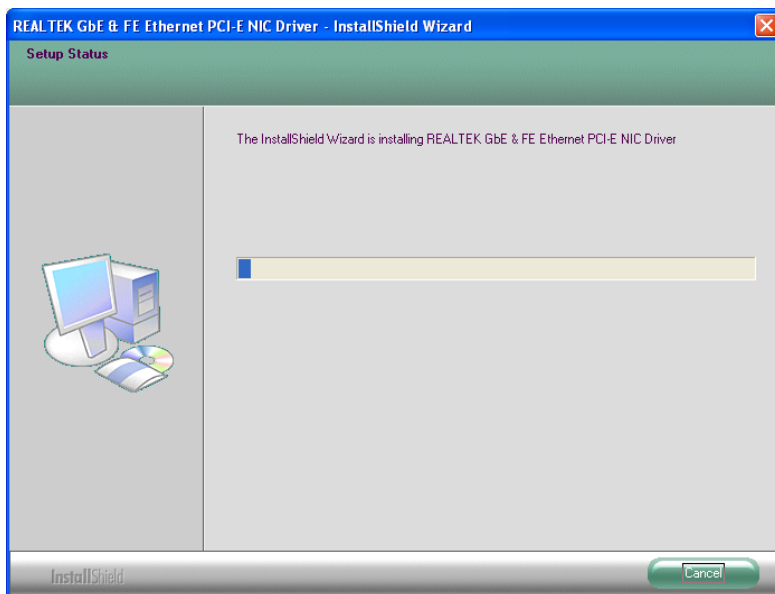 REALTEK GbE & FE Ethernet PCI-E NIC Driver - InstallShield Wizard
Setup Status
The InstallShield Wizard is installing REALTEK GbE & FE Ethernet PCI-E NIC Driver
InstallShield
Cancel